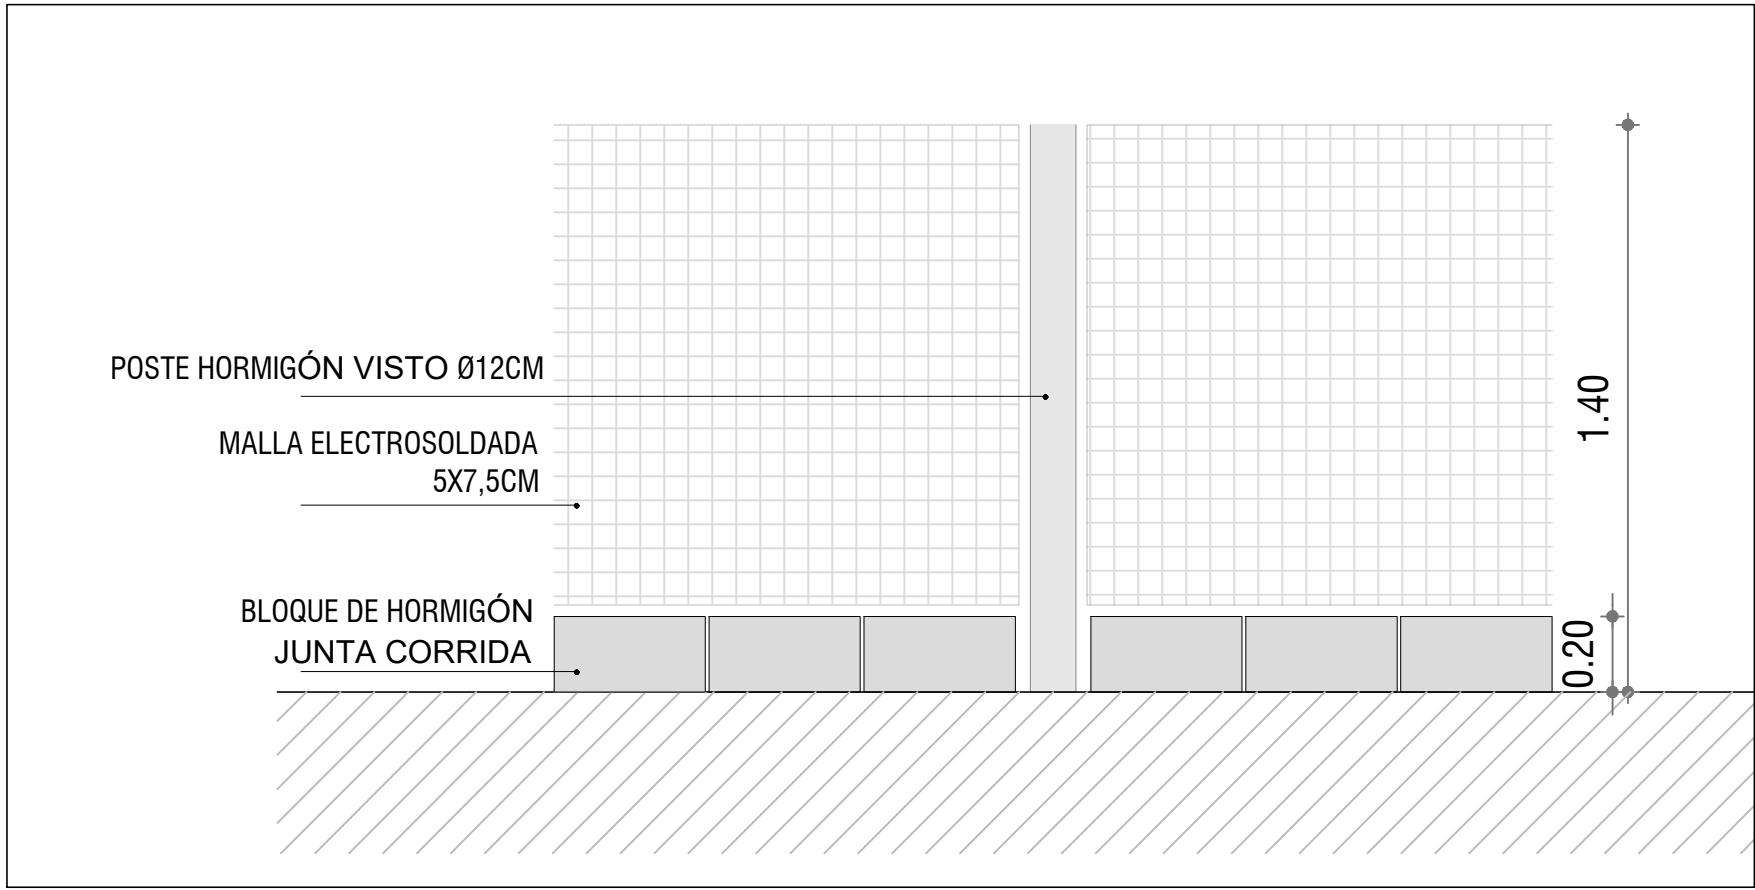 POSTE HORMIGÓN VISTO Ø12CM
MALLA ELECTROSOLDADA
5X7,5CM
BLOQUE DE HORMIGÓN
JUNTA CORRIDA
1.40
0.20